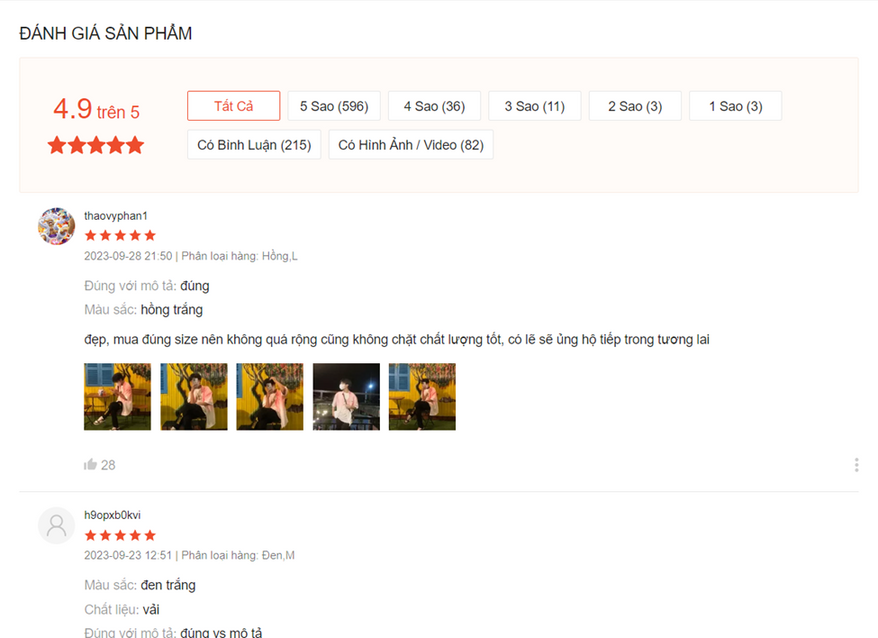 ĐÁNH GIÁ SẢN PHẨM
4.9 trên 5
Tất Cả
5 Sao (596)
4 Sao (36)
3 Sao (11)
2 Sao (3)
1 Sao (3)
Có Bình Luận (215)
Có Hình Ảnh / Video (82)
thaovyphan1
2023-09-28 21:50 | Phân loại hàng: Hồng,L
Đúng với mô tả: đúng
Màu sắc: hồng trắng
đẹp, mua đúng size nên không quá rộng cũng không chặt chất lượng tốt, có lẽ sẽ ủng hộ tiếp trong tương lai
28
h9opxb0kvi
2023-09-23 12:51 | Phân loại hàng: Đen,M
Màu sắc: đen trắng
Chất liệu: vải
Đúng với mô tả: đúng vs mô tả